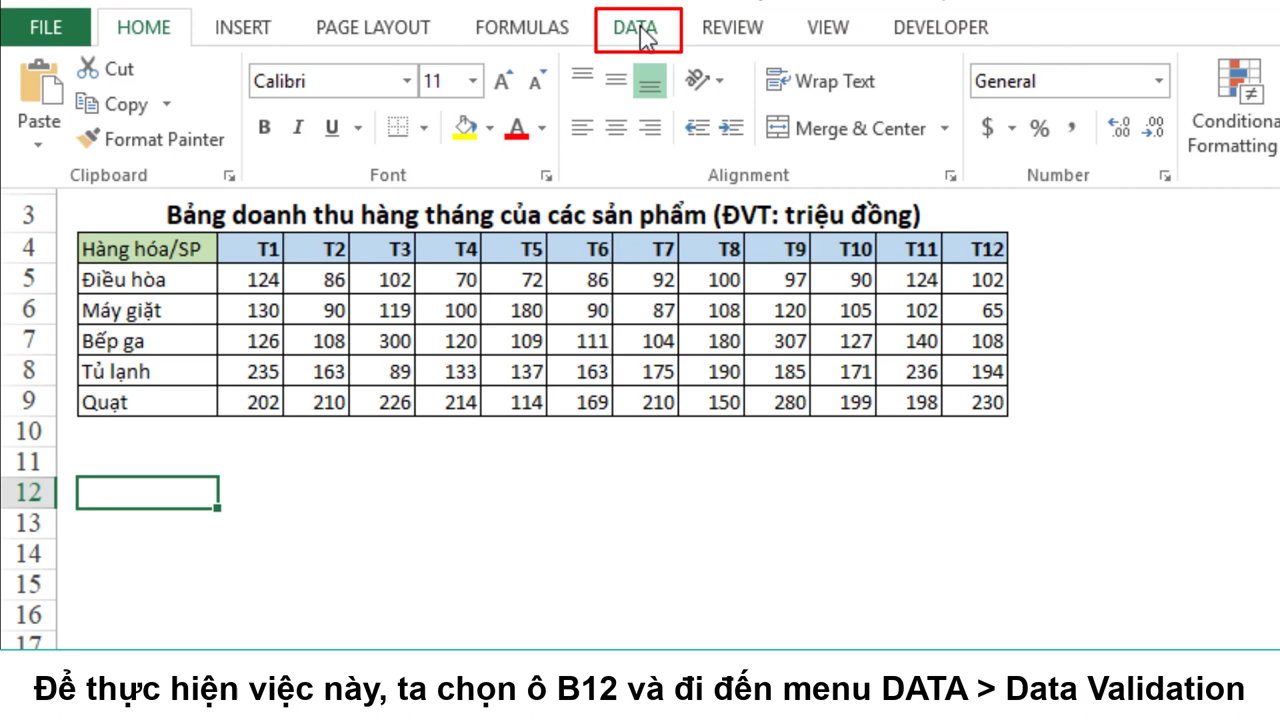 FILE HOME INSERT PAGE LAYOUT FORMULAS DATA REVIEW VIEW DEVELOPER
Cut Calibri 11 A A Wrap Text General
Copy
Paste B I U A Merge & Center $ % , .0 .00 .00 .0 Conditiona
Format Painter Formatting
Clipboard Font Alignment Number
3 Bảng doanh thu hàng tháng của các sản phẩm (ĐVT: triệu đồng)
4 Hàng hóa/SP T1 T2 T3 T4 T5 T6 T7 T8 T9 T10 T11 T12
5 Điều hòa 124 86 102 70 72 86 92 100 97 90 124 102
6 Máy giặt 130 90 119 100 180 90 87 108 120 105 102 65
7 Bếp ga 126 108 300 120 109 111 104 180 307 127 140 108
8 Tủ lạnh 235 163 89 133 137 163 175 190 185 171 236 194
9 Quạt 202 210 226 214 114 169 210 150 280 199 198 230
10
11
12
13
14
15
16
17
Để thực hiện việc này, ta chọn ô B12 và đi đến menu DATA > Data Validation